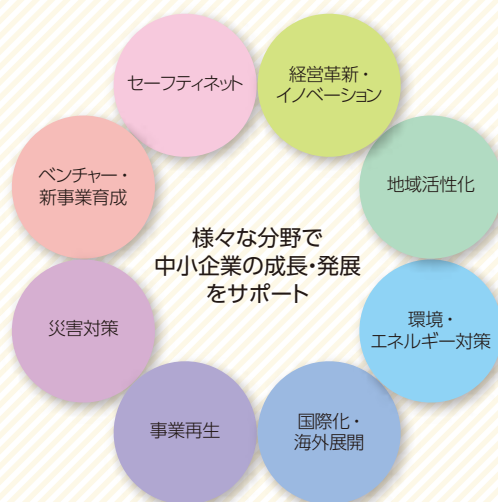 セーフティネット
経営革新・
イノベーション
地域活性化
環境・
エネルギー対策
国際化・
海外展開
事業再生
災害対策
ベンチャー・
新事業育成
様々な分野で
中小企業の成長・発展
をサポート